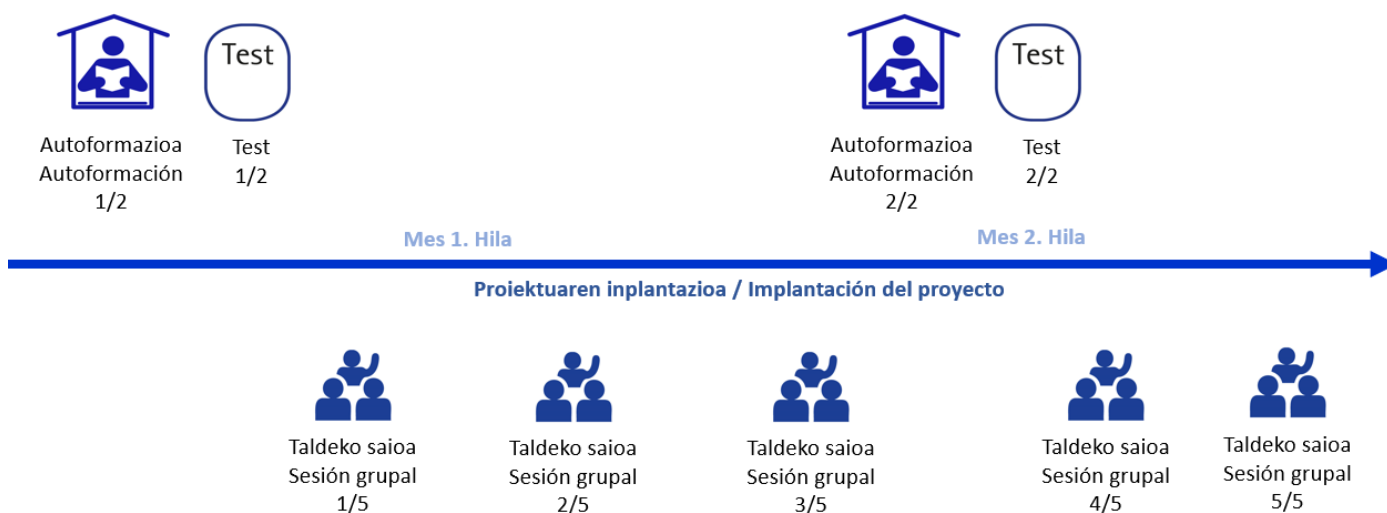 Test
Autoformazioa
Autoformación
1/2
Test
1/2
Test
Autoformazioa
Autoformación
2/2
Test
2/2
Mes 1. Hila
Mes 2. Hila
Proiektuaren inplantazioa / Implantación del proyecto
Taldeko saioa
Sesión grupal
1/5
Taldeko saioa
Sesión grupal
2/5
Taldeko saioa
Sesión grupal
3/5
Taldeko saioa
Sesión grupal
4/5
Taldeko saioa
Sesión grupal
5/5